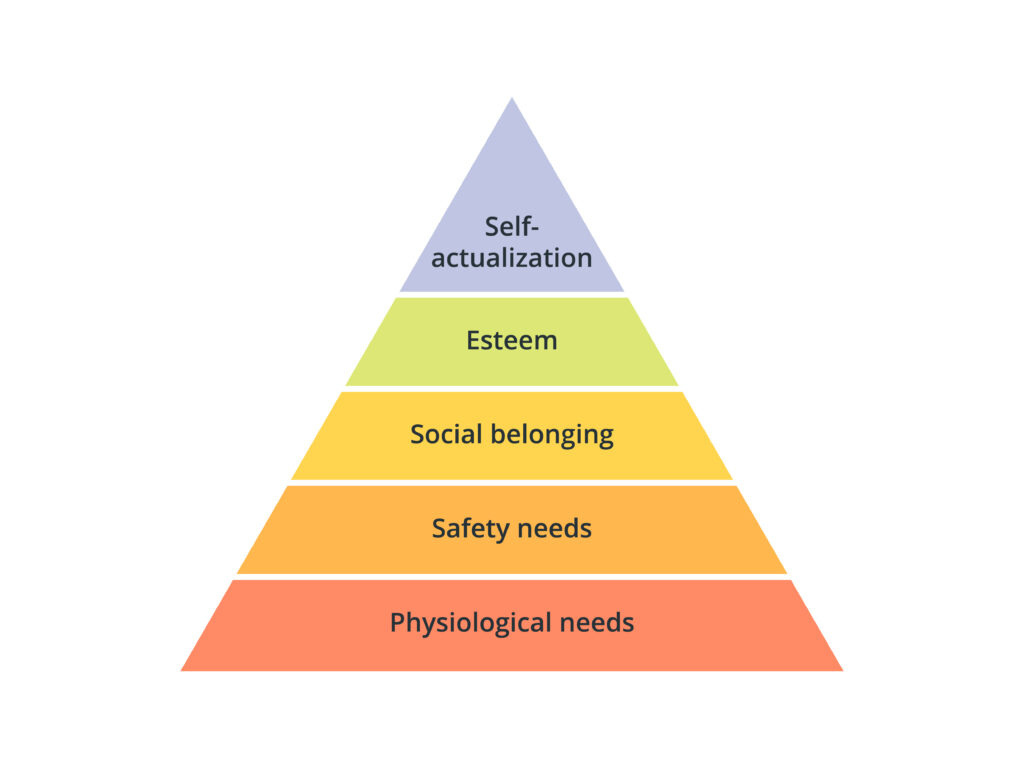 Self-
actualization
Esteem
Social belonging
Safety needs
Physiological needs